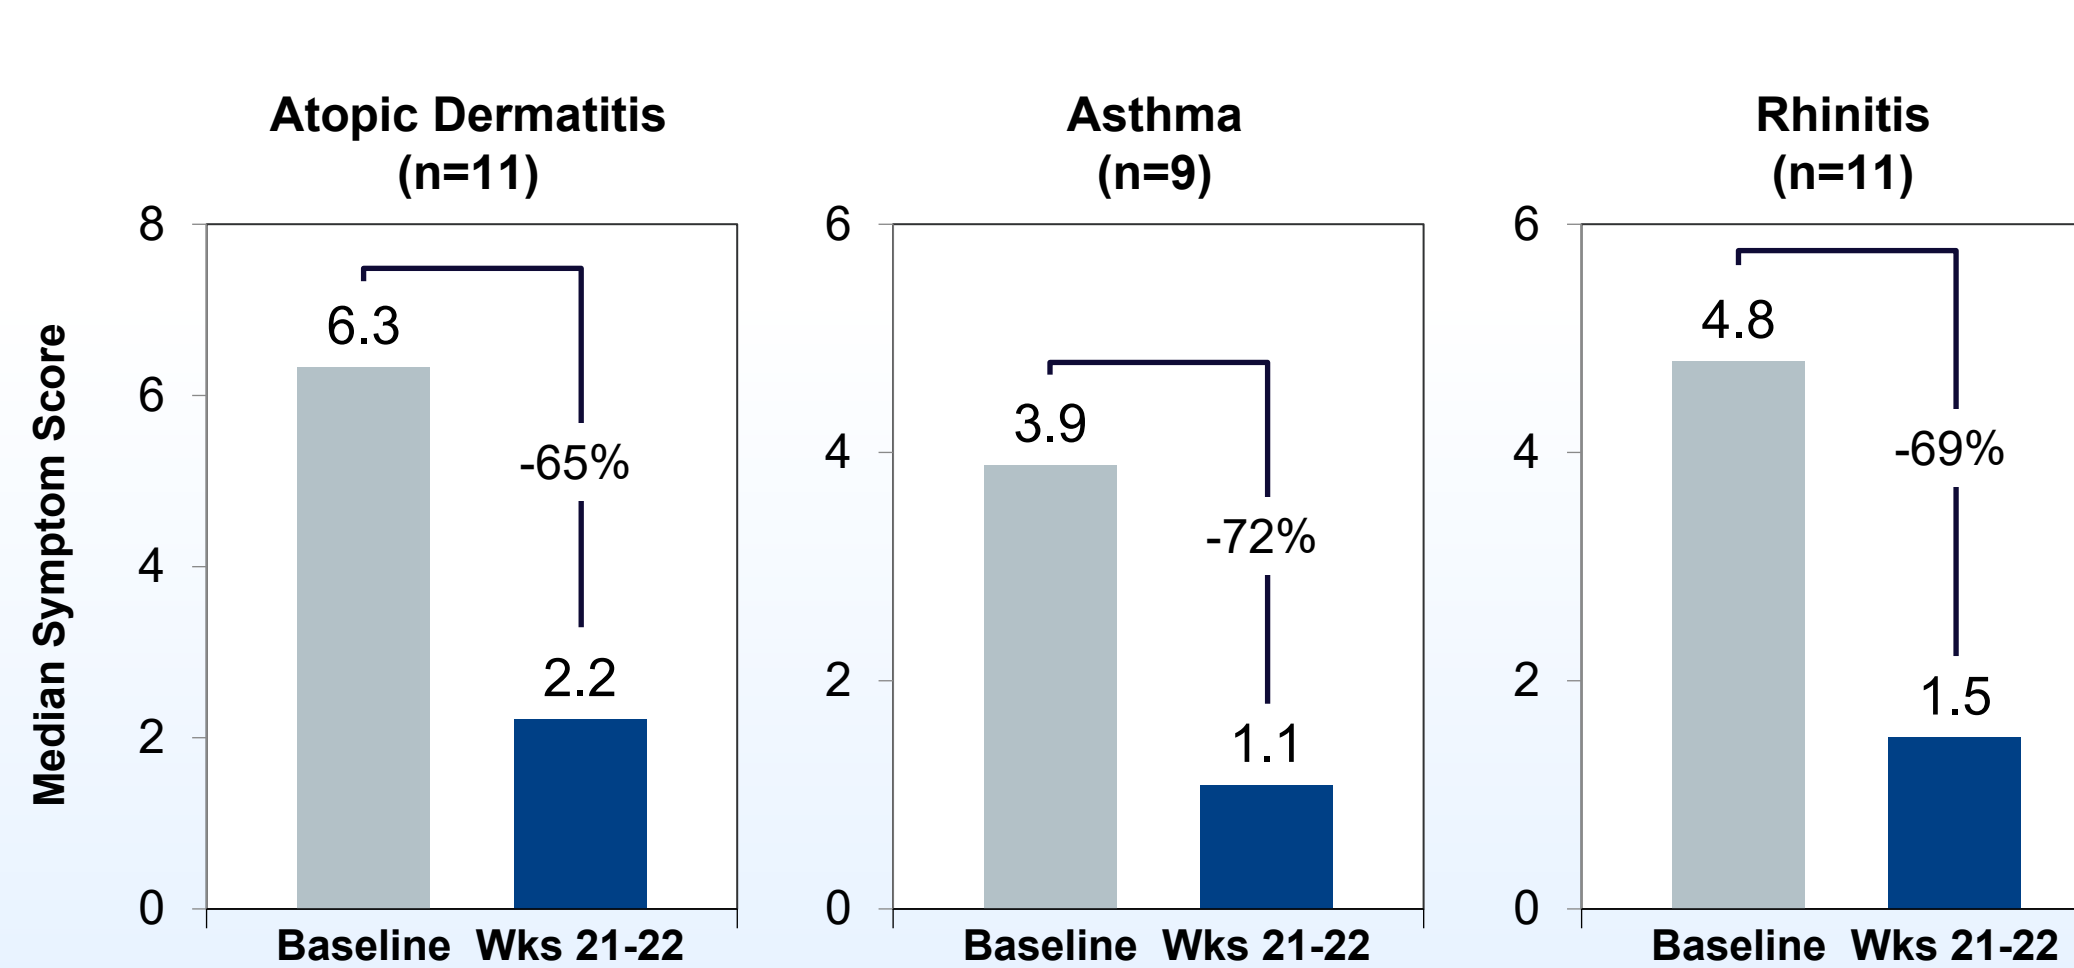 Atopic Dermatitis
(n=11)
Median Symptom Score
8
6
4
2
0
6.3
-65%
2.2
Baseline Wks 21-22
Asthma
(n=9)
6
4
2
0
3.9
-72%
1.1
Baseline Wks 21-22
Rhinitis
(n=11)
6
4
2
0
4.8
-69%
1.5
Baseline Wks 21-22